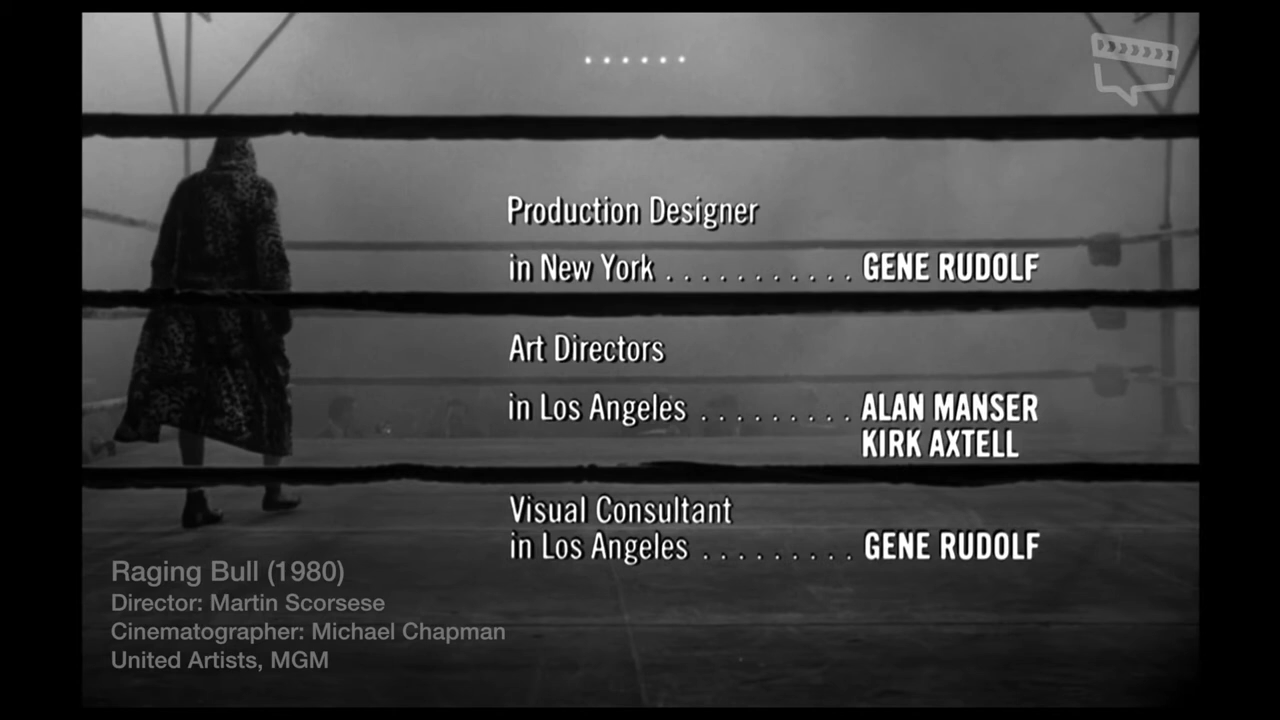 Production Designer
in New York . . . . . . . . . . . GENE RUDOLF
Art Directors
in Los Angeles . . . . . . . . . ALAN MANSER
KIRK AXTELL
Visual Consultant
in Los Angeles . . . . . . . . . GENE RUDOLF
Raging Bull (1980)
Director: Martin Scorsese
Cinematographer: Michael Chapman
United Artists, MGM